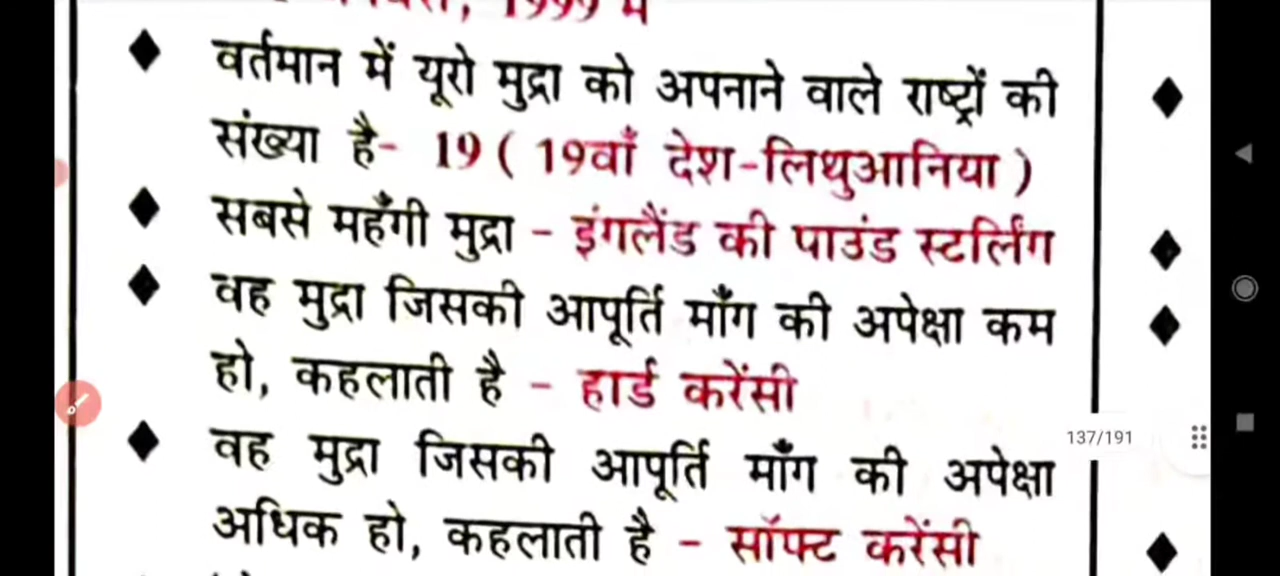 1999 में
वर्तमान में यूरो मुद्रा को अपनाने वाले राष्ट्रों की
संख्या है- 19 ( 19वाँ देश-लिथुआनिया )
सबसे महँगी मुद्रा - इंगलैंड की पाउंड स्टर्लिंग
वह मुद्रा जिसकी आपूर्ति माँग की अपेक्षा कम
हो, कहलाती है - हार्ड करेंसी
137/191
वह मुद्रा जिसकी आपूर्ति माँग की अपेक्षा
अधिक हो, कहलाती है - सॉफ्ट करेंसी